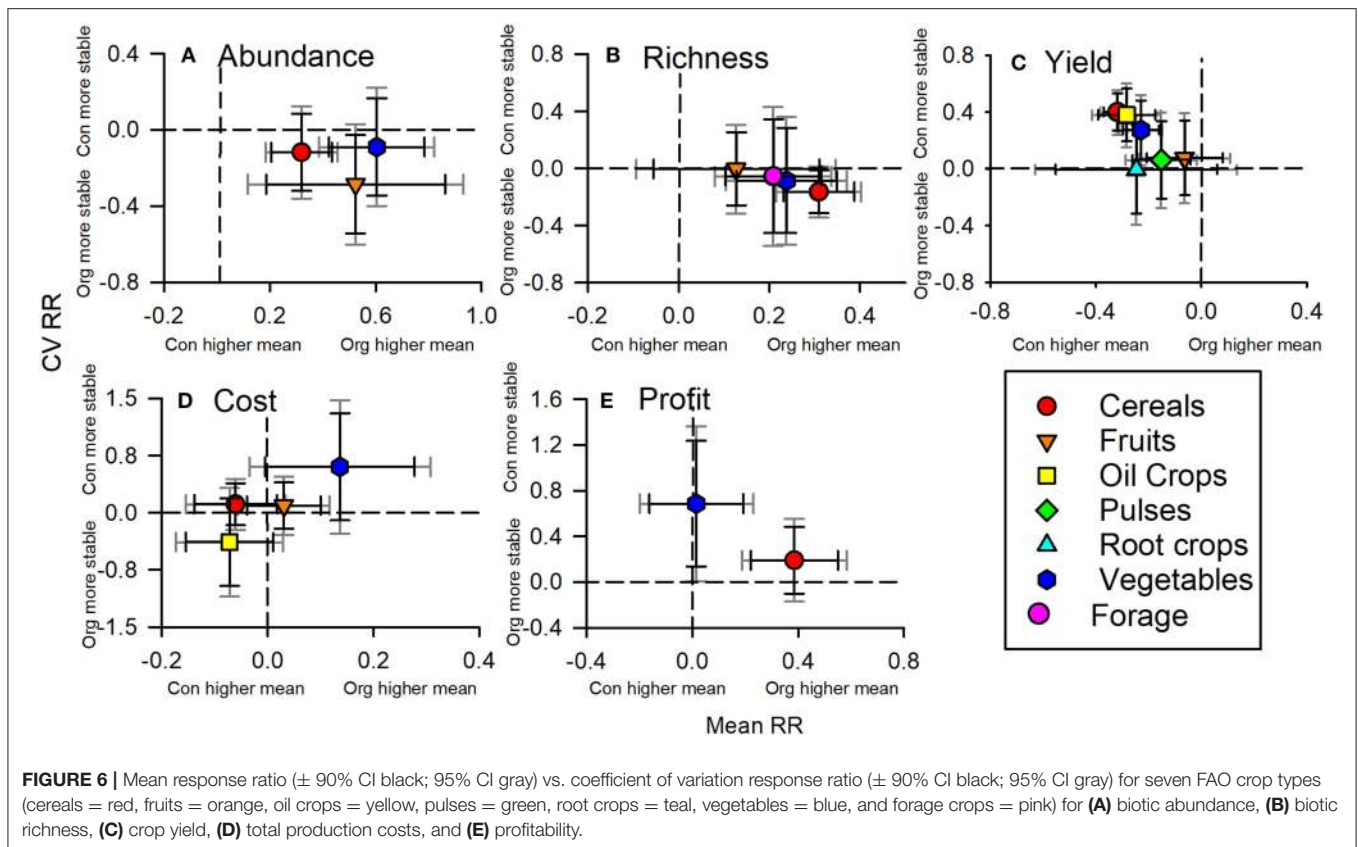 A Abundance
0.4
0.0
-0.4
-0.8
Con more stable
Org more stable
-0.2 0.2 0.6 1.0
Con higher mean Org higher mean
B Richness
0.8
0.4
0.0
-0.4
-0.8
Con more stable
Org more stable
-0.2 0.0 0.2 0.4
Con higher mean Org higher mean
C Yield
0.8
0.4
0.0
-0.4
-0.8
Con more stable
Org more stable
-0.8 -0.4 0.0 0.4
Con higher mean Org higher mean
CV RR
D Cost
1.5
0.8
0.0
-0.8
-1.5
Con more stable
Org more stable
-0.2 0.0 0.2 0.4
Con higher mean Org higher mean
E Profit
1.6
1.2
0.8
0.4
0.0
-0.4
Con more stable
Org more stable
-0.4 0.0 0.4 0.8
Con higher mean Org higher mean
Mean RR
Cereals
Fruits
Oil Crops
Pulses
Root crops
Vegetables
Forage
FIGURE 6 | Mean response ratio (± 90% CI black; 95% CI gray) vs. coefficient of variation response ratio (± 90% CI black; 95% CI gray) for seven FAO crop types
(cereals = red, fruits = orange, oil crops = yellow, pulses = green, root crops = teal, vegetables = blue, and forage crops = pink) for (A) biotic abundance, (B) biotic
richness, (C) crop yield, (D) total production costs, and (E) profitability.